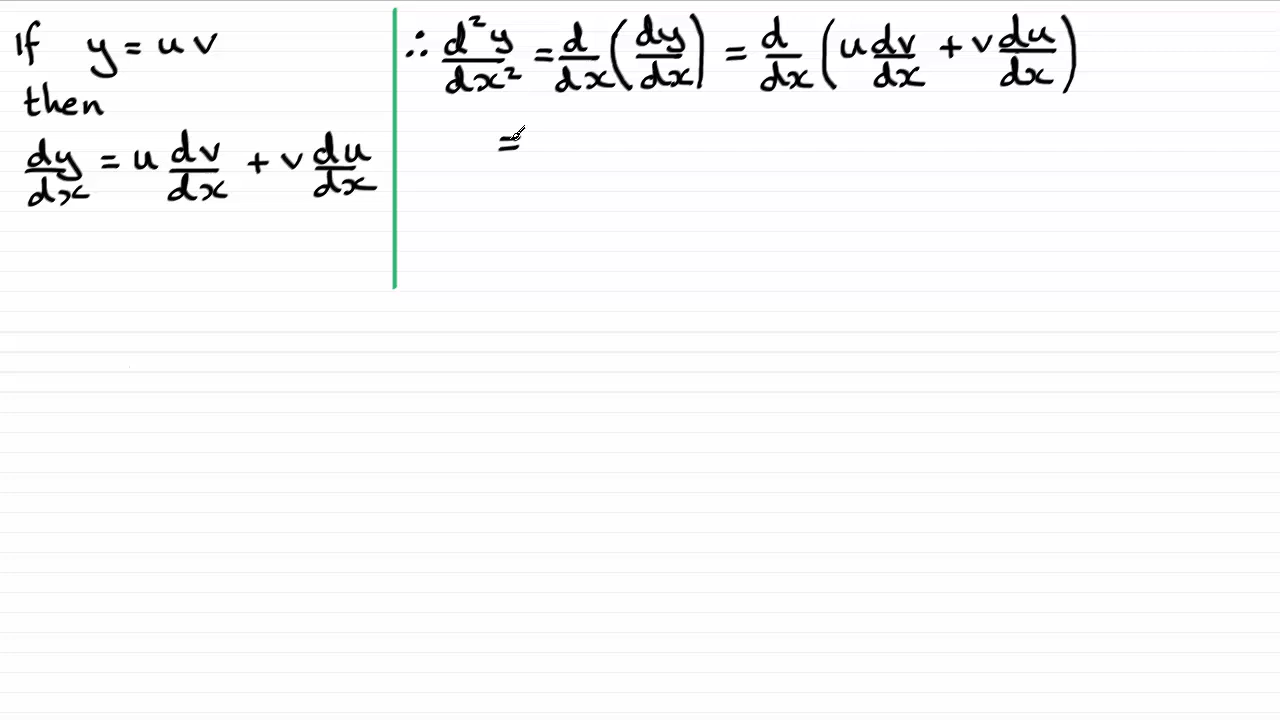 If y = uv
then
dy/dx = u dv/dx + v du/dx
∴ d²y/dx² = d/dx (dy/dx) = d/dx (u dv/dx + v du/dx)
=